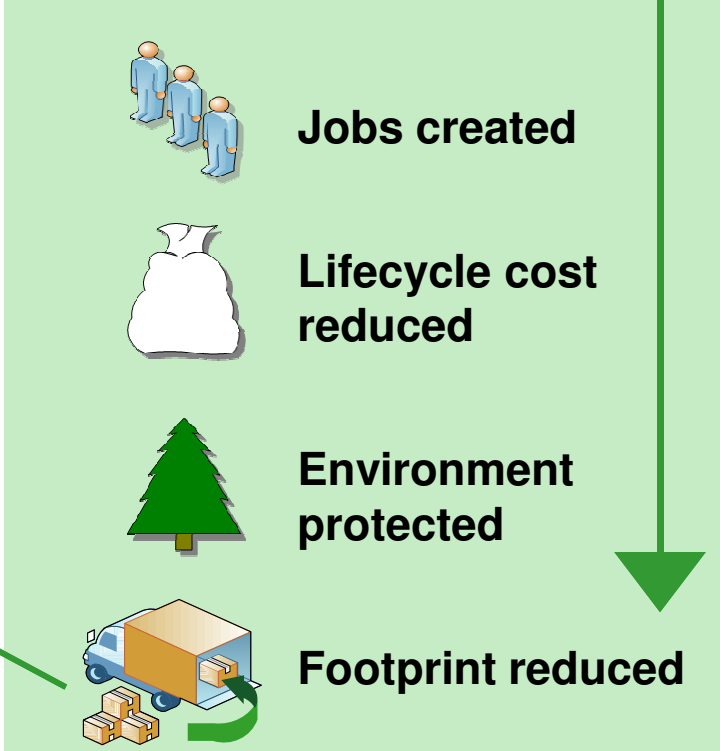 Jobs created
Lifecycle cost
reduced
Environment
protected
Footprint reduced